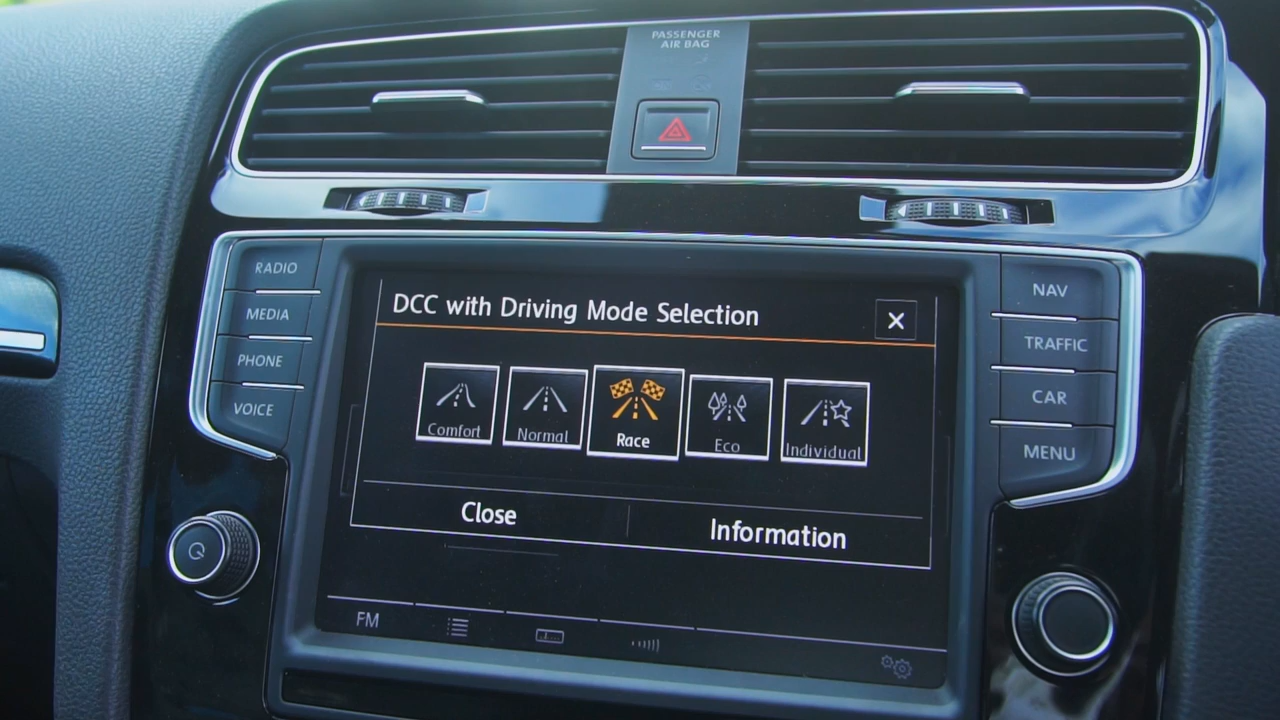 PASSENGER
AIR BAG
RADIO
MEDIA
PHONE
VOICE
NAV
TRAFFIC
CAR
MENU
DCC with Driving Mode Selection
Comfort
Normal
Race
Eco
Individual
Close
Information
FM